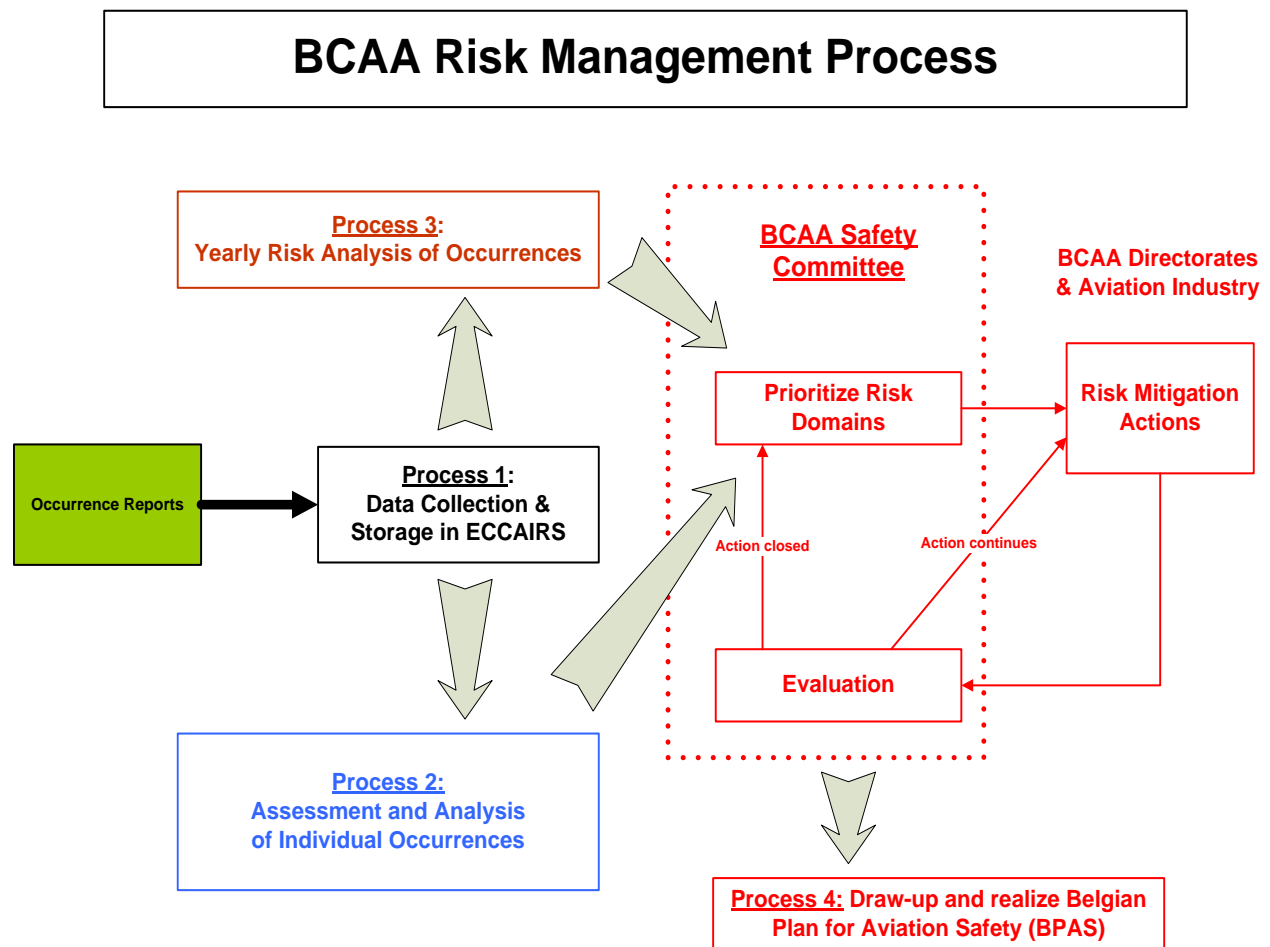 BCAA Risk Management Process
Process 3:
Yearly Risk Analysis of Occurrences
BCAA Safety
Committee
BCAA Directorates
& Aviation Industry
Prioritize Risk
Domains
Risk Mitigation
Actions
Occurrence Reports
Process 1:
Data Collection &
Storage in ECCAIRS
Action closed
Action continues
Evaluation
Process 2:
Assessment and Analysis
of Individual Occurrences
Process 4: Draw-up and realize Belgian
Plan for Aviation Safety (BPAS)